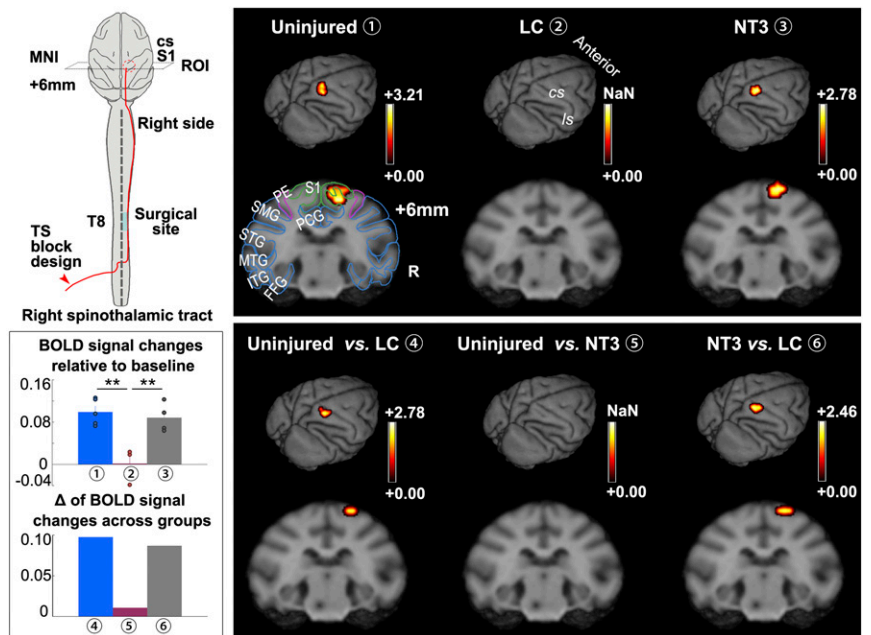 MNI
+6mm
cs
S1
ROI
Right side
T8
Surgical
site
TS
block
design
Right spinothalamic tract
BOLD signal changes
relative to baseline
0.16
0.08
0
-0.04
**
**
① ② ③
Δ of BOLD signal
changes across groups
0.10
0.05
0
④ ⑤ ⑥
Uninjured ①
+3.21
+0.00
PE
S1
SMG
PCG
STG
MTG
ITG
FFG
+6mm
R
LC ②
Anterior
cs
ls
NaN
+0.00
NT3 ③
+2.78
+0.00
Uninjured vs. LC ④
+2.78
+0.00
Uninjured vs. NT3 ⑤
NaN
+0.00
NT3 vs. LC ⑥
+2.46
+0.00